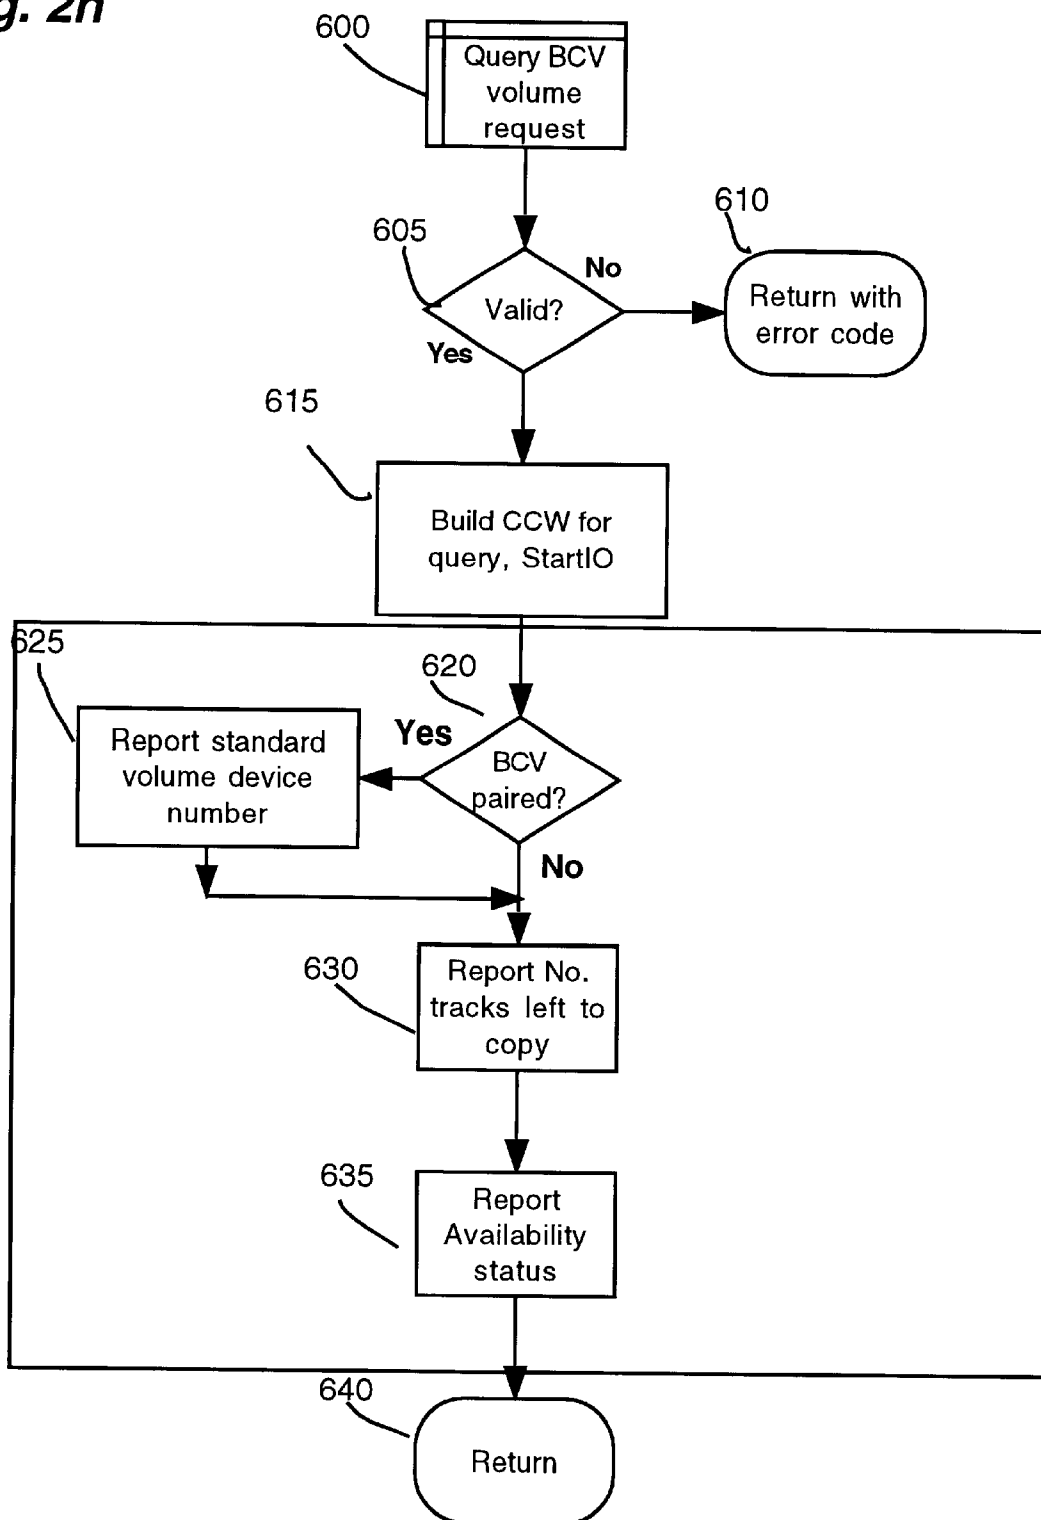 g. 2h
600
Query BCV
volume
request
605
610
Valid?
No
Yes
Return with
error code
615
Build CCW for
query, StartIO
625
620
Yes
Report standard
volume device
number
BCV
paired?
No
630
Report No.
tracks left to
copy
635
Report
Availability
status
640
Return